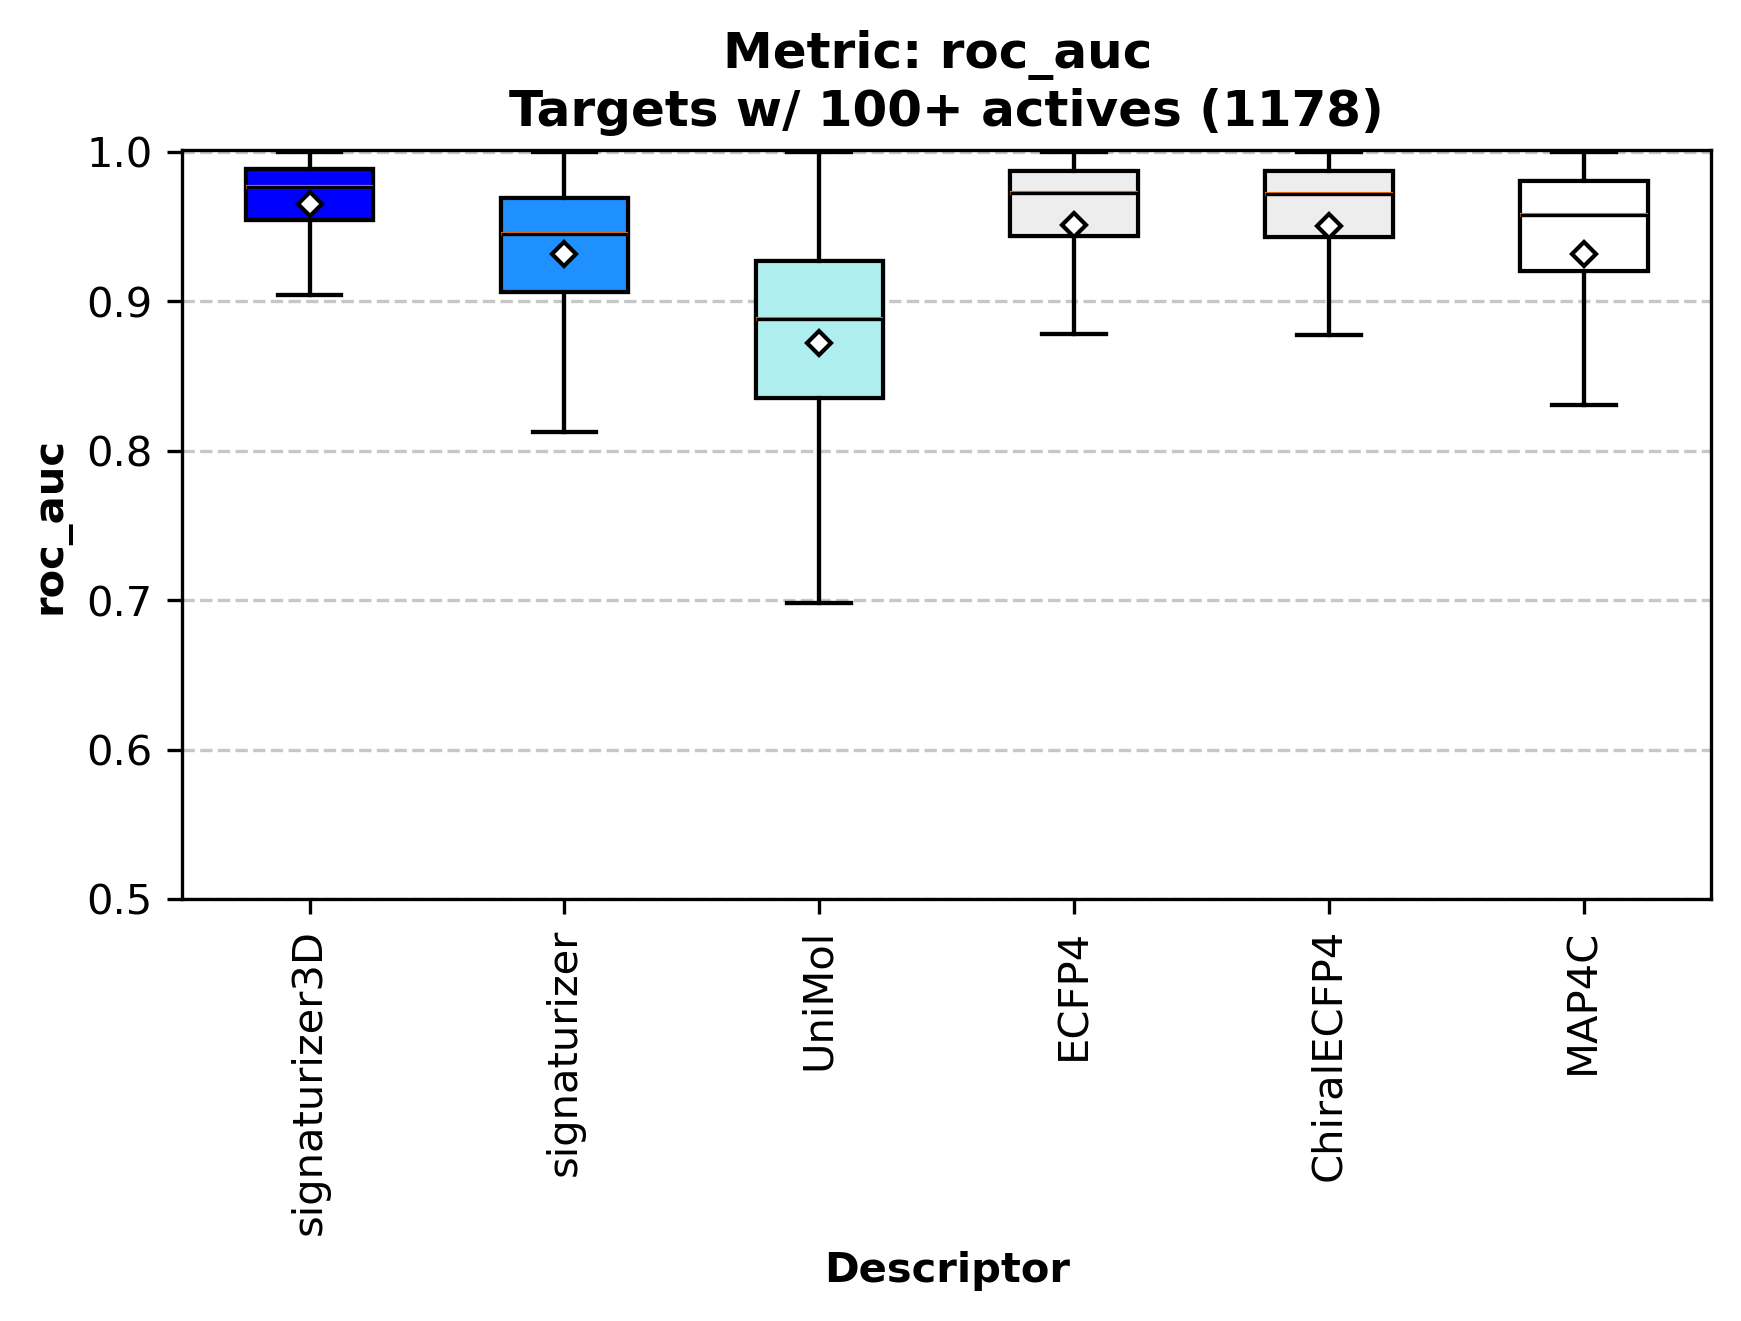 Metric: roc_auc
Targets w/ 100+ actives (1178)
roc_auc
1.0
0.9
0.8
0.7
0.6
0.5
signaturizer3D
signaturizer
UniMol
ECFP4
ChiralECFP4
MAP4C
Descriptor